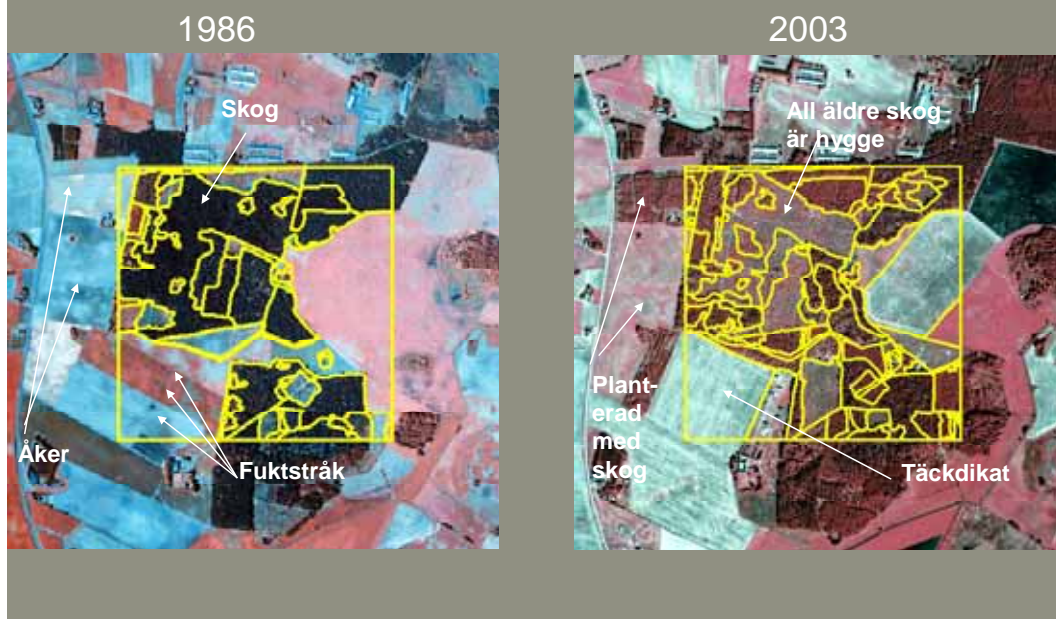 1986
2003
Skog
All äldre skog
är hygge
Åker
Fuktstråk
Plant-
erad
med
skog
Täckdikat